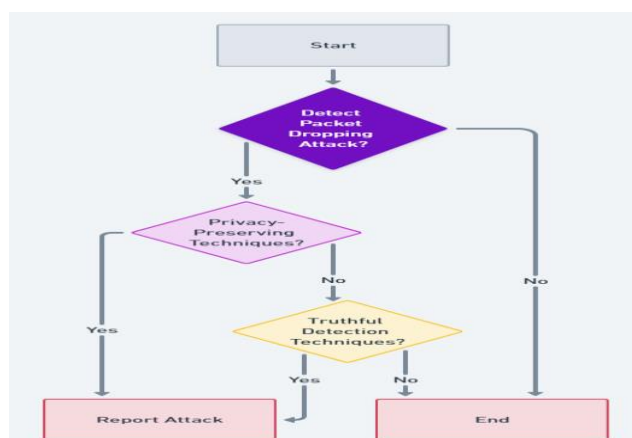 Start
Detect
Packet
Dropping
Attack?
Yes
Privacy-
Preserving
Techniques?
No
No
Truthful
Detection
Techniques?
Yes
Yes
No
Report Attack
End